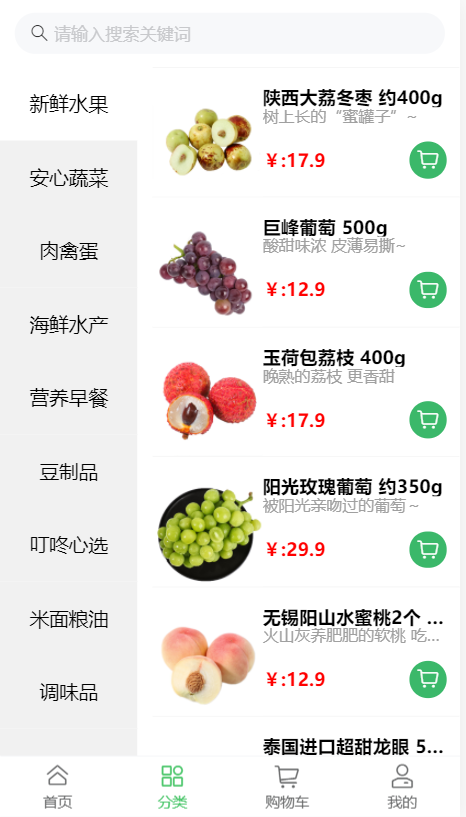 请输入搜索关键词
新鲜水果
安心蔬菜
肉禽蛋
海鲜水产
营养早餐
豆制品
叮咚心选
米面粮油
调味品
陕西大荔冬枣 约400g
树上长的“蜜罐子”~
￥:17.9
巨峰葡萄 500g
酸甜味浓 皮薄易撕~
￥:12.9
玉荷包荔枝 400g
晚熟的荔枝 更香甜
￥:17.9
阳光玫瑰葡萄 约350g
被阳光亲吻过的葡萄～
￥:29.9
无锡阳山水蜜桃2个 ...
火山灰养肥肥的软桃 吃...
￥:12.9
泰国进口超甜龙眼 5...
首页
分类
购物车
我的